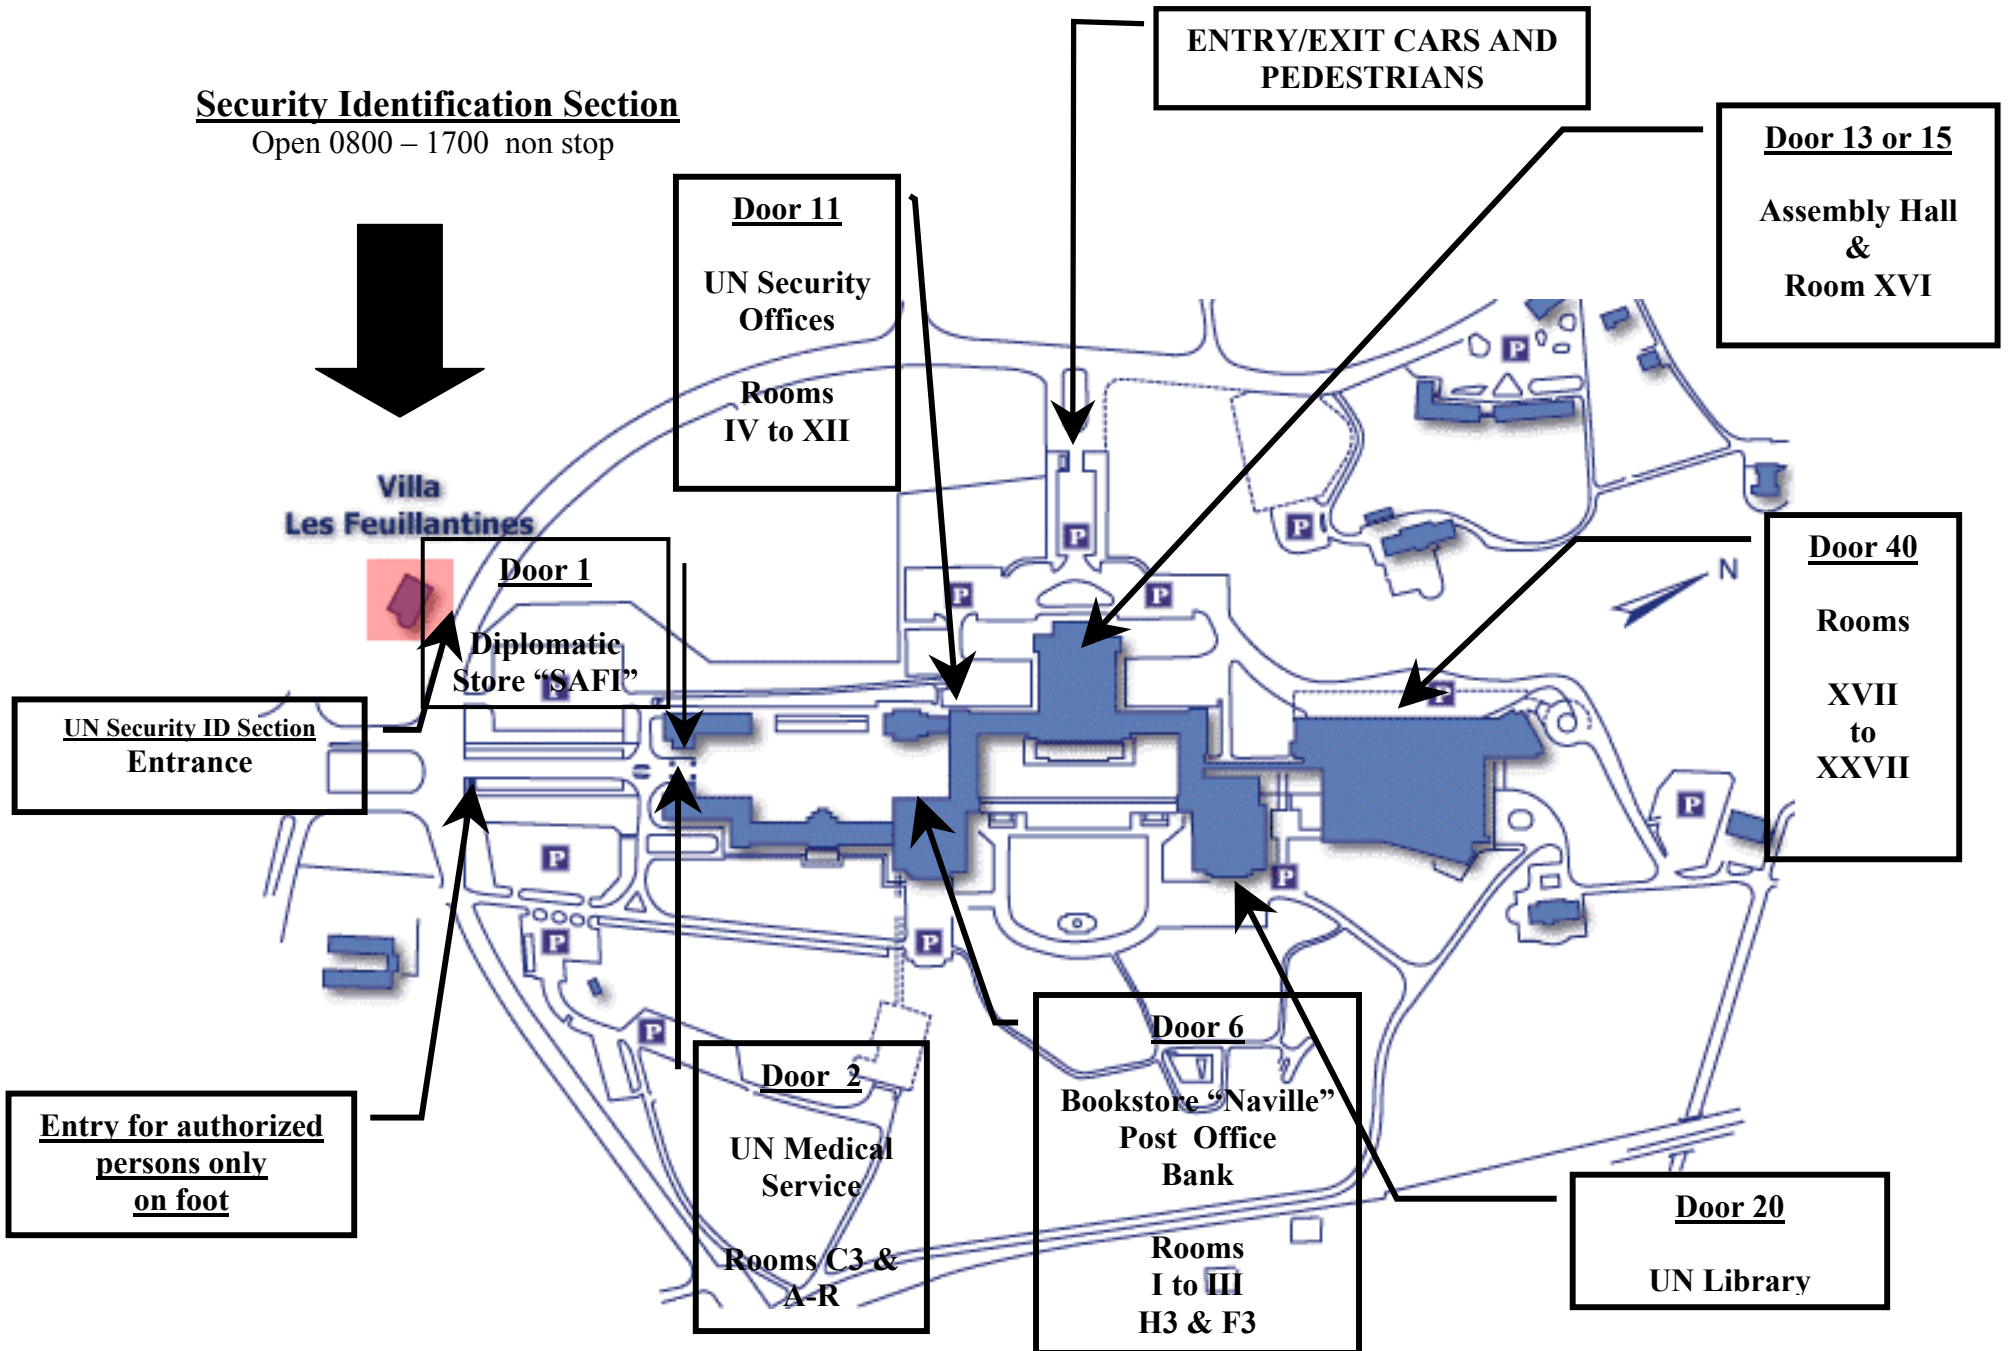 ENTRY/EXIT CARS AND
PEDESTRIANS
Security Identification Section
Open 0800 – 1700  non stop
Door 13 or 15
Assembly Hall
&
Room XVI
Door 11
UN Security
Offices
Rooms
IV to XII
Villa
Les Feuillantines
Door 1
Diplomatic
Store “SAFI”
Door 40
Rooms
XVII
to
XXVII
N
UN Security ID Section
Entrance
Entry for authorized
persons only
on foot
Door  2
UN Medical
Service
Rooms C3 &
A-R
Door 6
Bookstore “Naville”
Post  Office
Bank
Rooms
I to III
H3 & F3
Door 20
UN Library
P
P
P
P
P
P
P
P
P
P
P
P
P